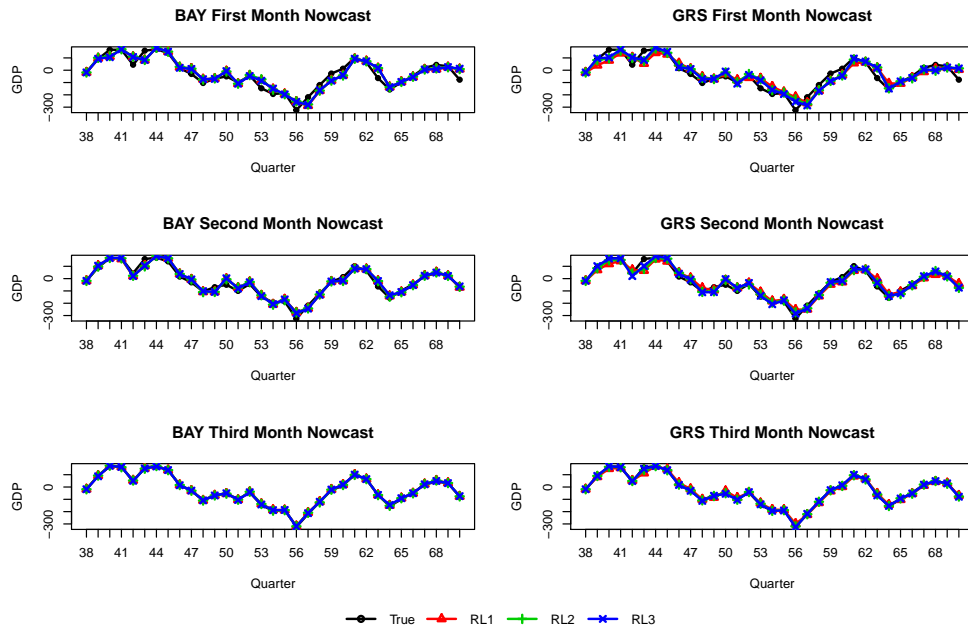 BAY First Month Nowcast
GRS First Month Nowcast
GDP
0
−300
38 41 44 47 50 53 56 59 62 65 68
Quarter
GDP
0
−300
38 41 44 47 50 53 56 59 62 65 68
Quarter
BAY Second Month Nowcast
GRS Second Month Nowcast
GDP
0
−300
38 41 44 47 50 53 56 59 62 65 68
Quarter
GDP
0
−300
38 41 44 47 50 53 56 59 62 65 68
Quarter
BAY Third Month Nowcast
GRS Third Month Nowcast
GDP
0
−300
38 41 44 47 50 53 56 59 62 65 68
Quarter
GDP
0
−300
38 41 44 47 50 53 56 59 62 65 68
Quarter
True RL1 RL2 RL3